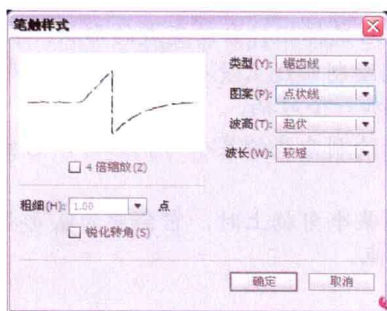 笔触样式
类型(Y): 锯齿线
图案(P): 点状线
波高(T): 起伏
波长(W): 较短
4 倍缩放(Z)
粗细(H): 1.00 点
锐化转角(S)
确定 取消